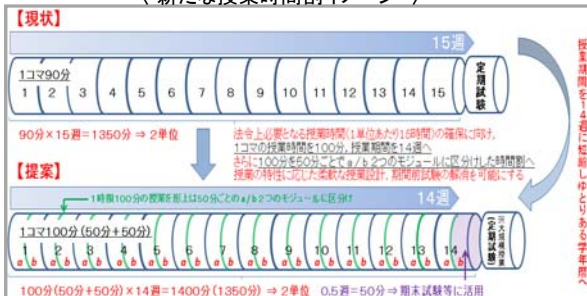 (新たな授業時間割イメージ)
【現状】
15週
1コマ90分
1 2 3 4 5 6 7 8 9 10 11 12 13 14 15
定期試験
90分×15週=1350分 ⇒ 2単位
法令上必要となる授業時間(1単位あたり15時間)の確保に向け、
1コマの授業時間を100分、授業期間を14週へ
さらに100分を50分ごとでa/b 2つのモジュールに区分けした時間割へ
授業の特性に応じた柔軟な授業設計、期間前試験の解消を可能にする
授業期間を14週に短縮しゆとりある学年暦へ
【提案】
1時限100分の授業を形上は50分ごとのa/b2つのモジュールに区分け
14週
1コマ100分(50分+50分)
1 2 3 4 5 6 7 8 9 10 11 12 13 14
a b a b a b a b a b a b a b a b a b a b a b a b a b a b
※大規模授業
(定期試験)
100分(50分+50分)×14週=1400分(1350分) ⇒ 2単位
0.5週=50分⇒期末試験等に活用